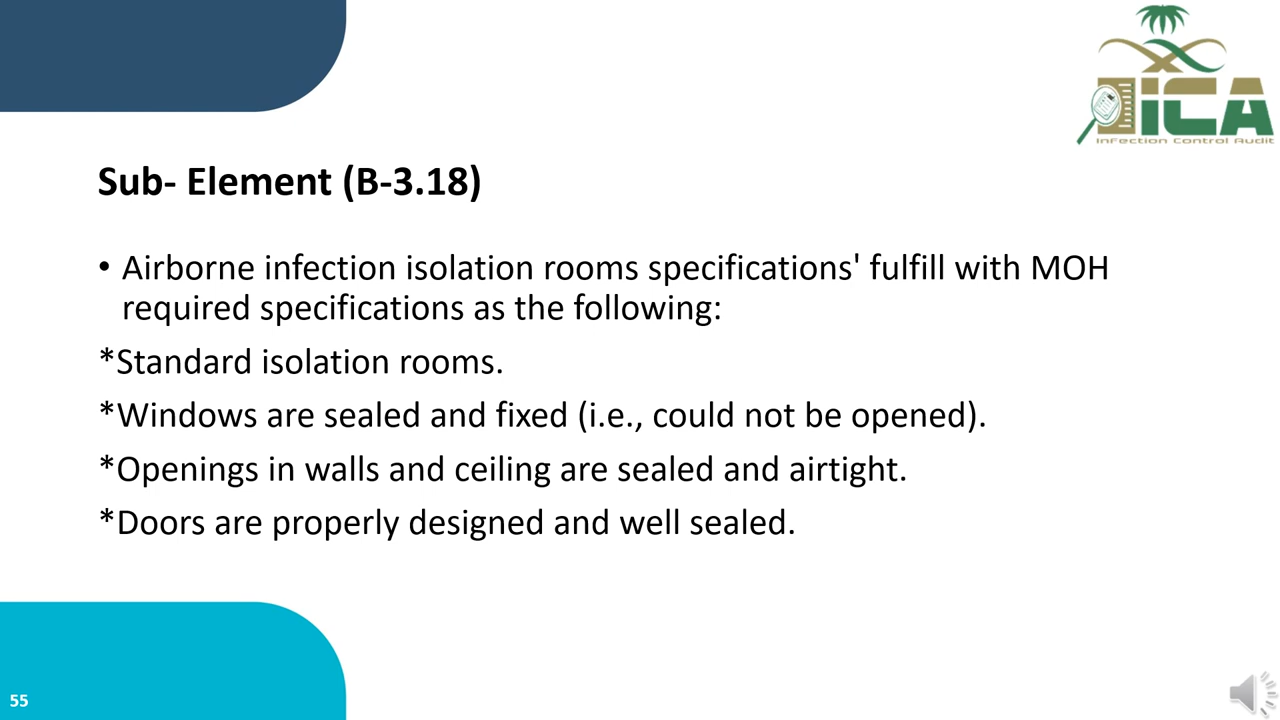 iCA
Infection Control Audit
Sub- Element (B-3.18)
• Airborne infection isolation rooms specifications' fulfill with MOH
required specifications as the following:
*Standard isolation rooms.
*Windows are sealed and fixed (i.e., could not be opened).
*Openings in walls and ceiling are sealed and airtight.
*Doors are properly designed and well sealed.
55